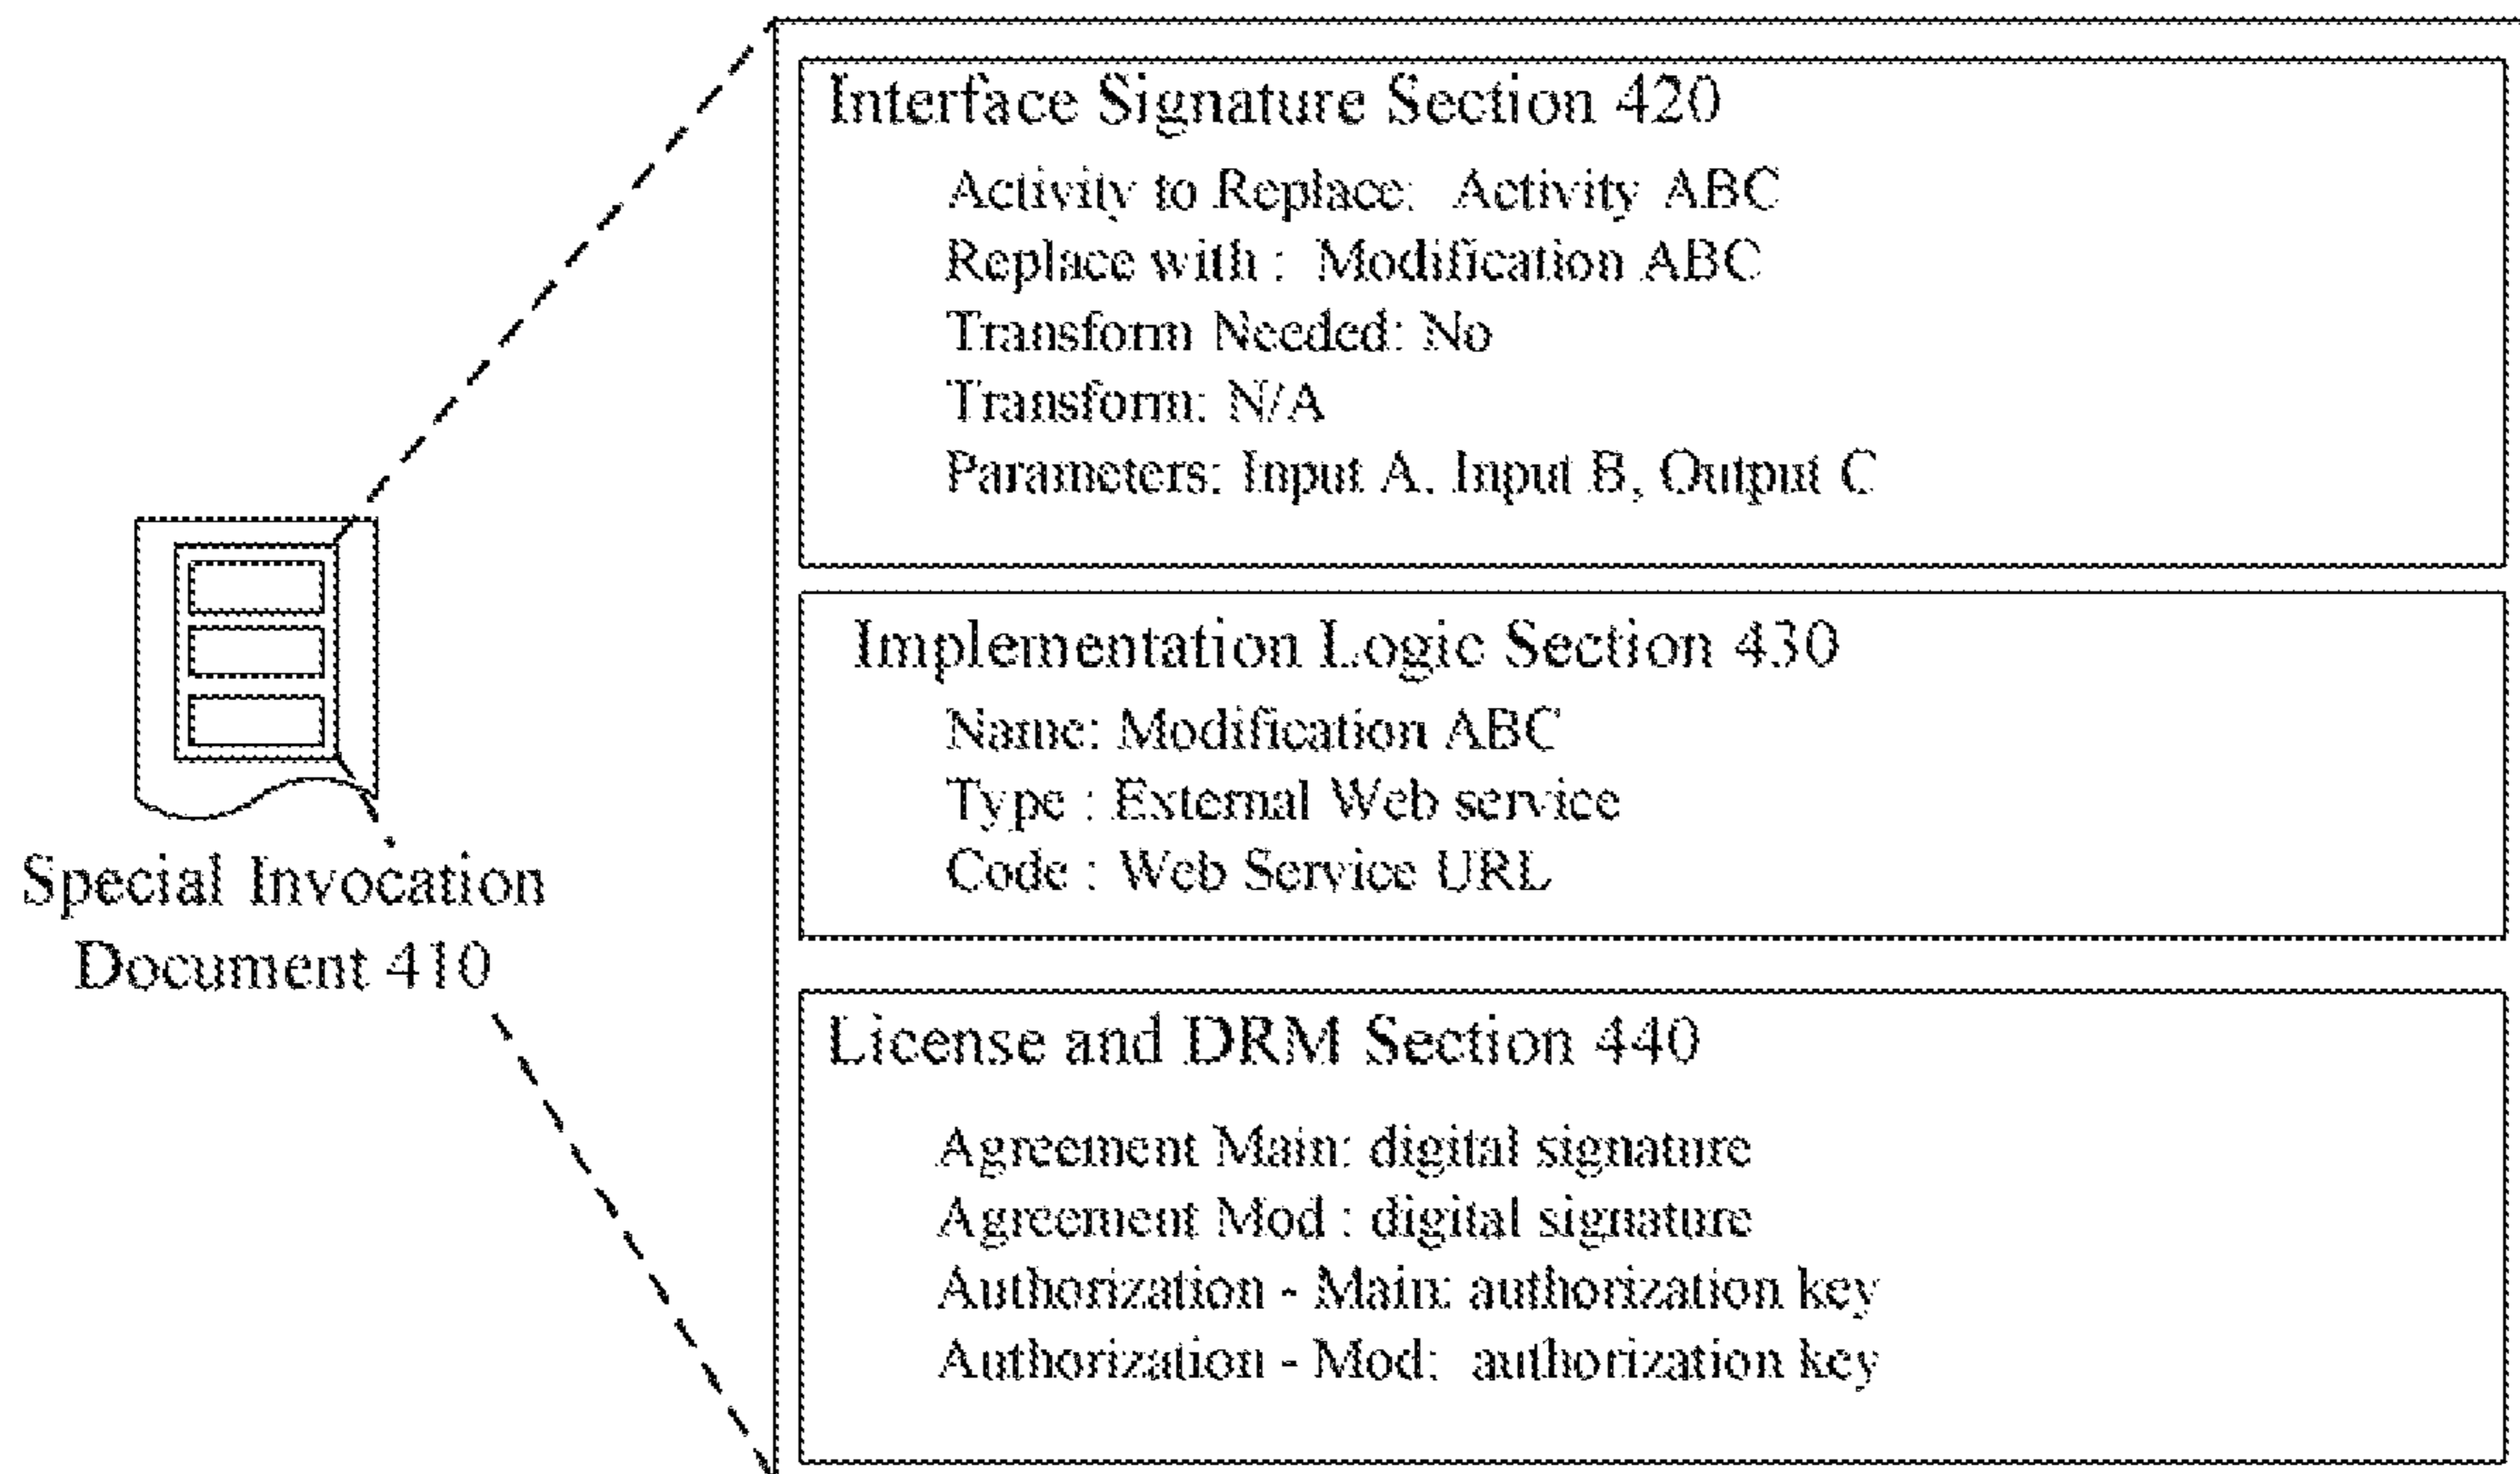 Interface Signature Section 420
Activity to Replace: Activity ABC
Replace with : Modification ABC
Transform Needed: No
Transform: N/A
Parameters: Input A, Input B, Output C
Implementation Logic Section 430
Name: Modification ABC
Type : External Web service
Code : Web Service URL
Special Invocation
Document 410
License and DRM Section 440
Agreement Main: digital signature
Agreement Mod : digital signature
Authorization - Main: authorization key
Authorization - Mod: authorization key